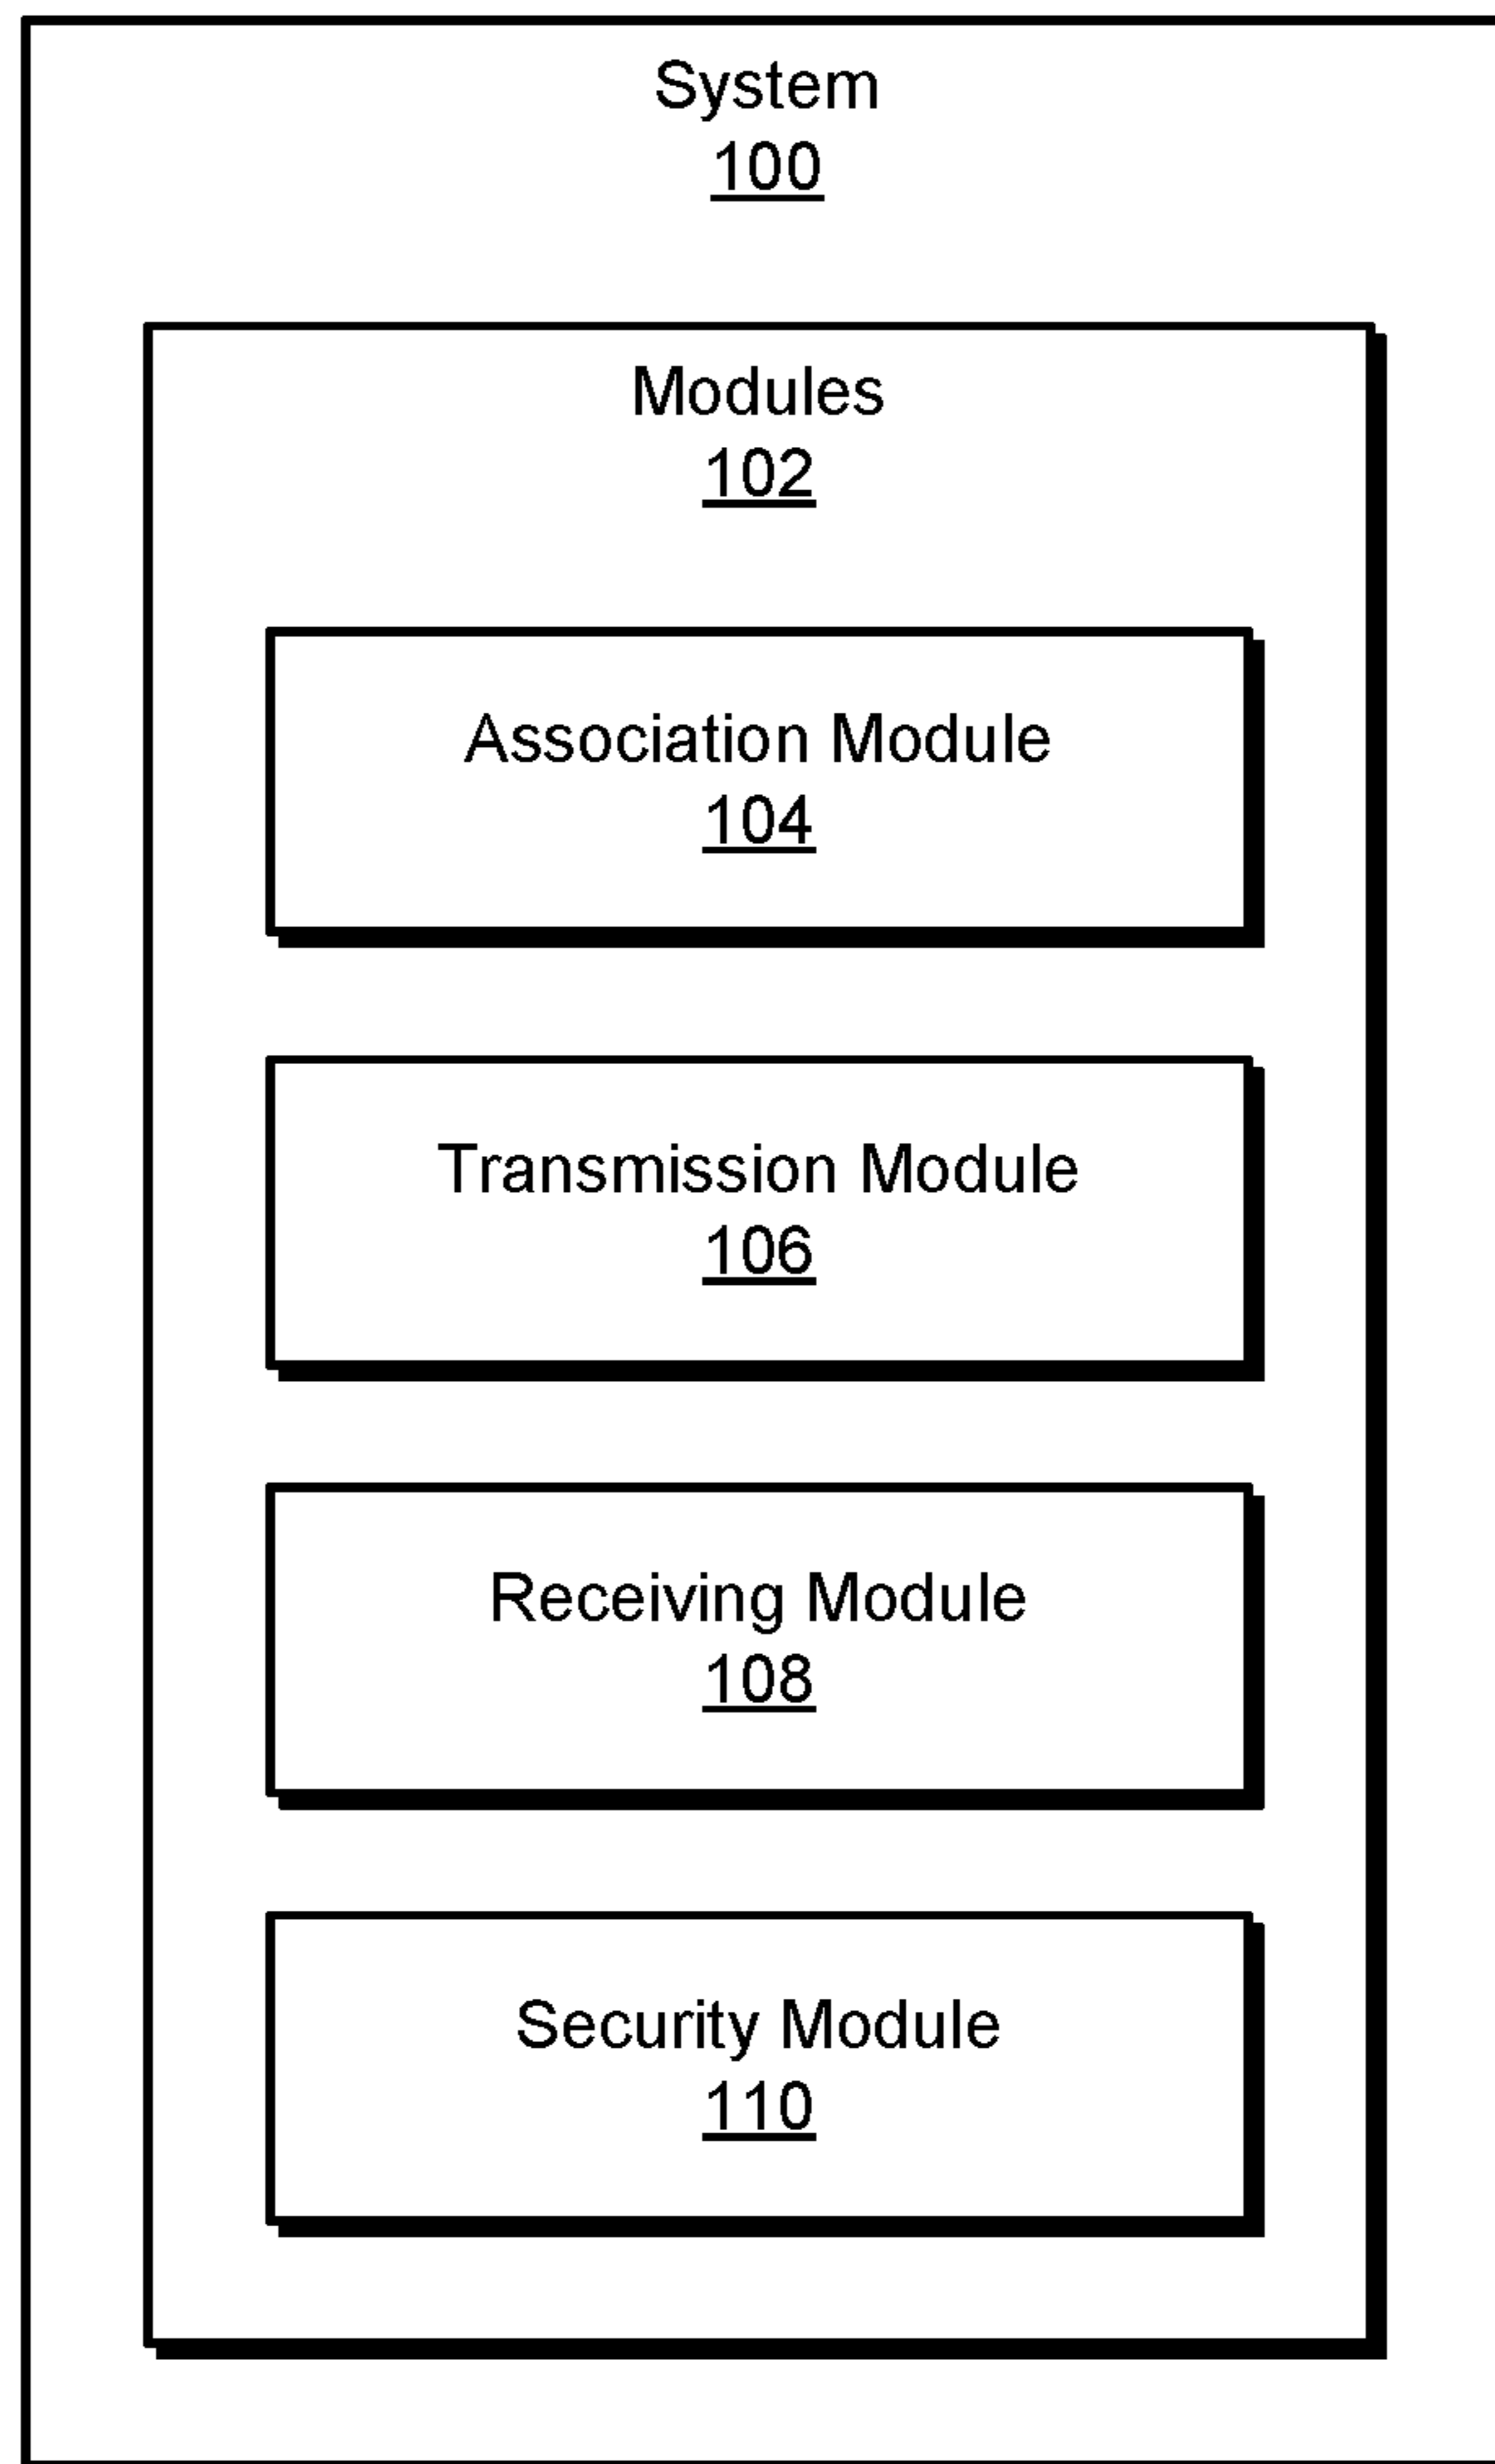 System
100
Modules
102
Association Module
104
Transmission Module
106
Receiving Module
108
Security Module
110